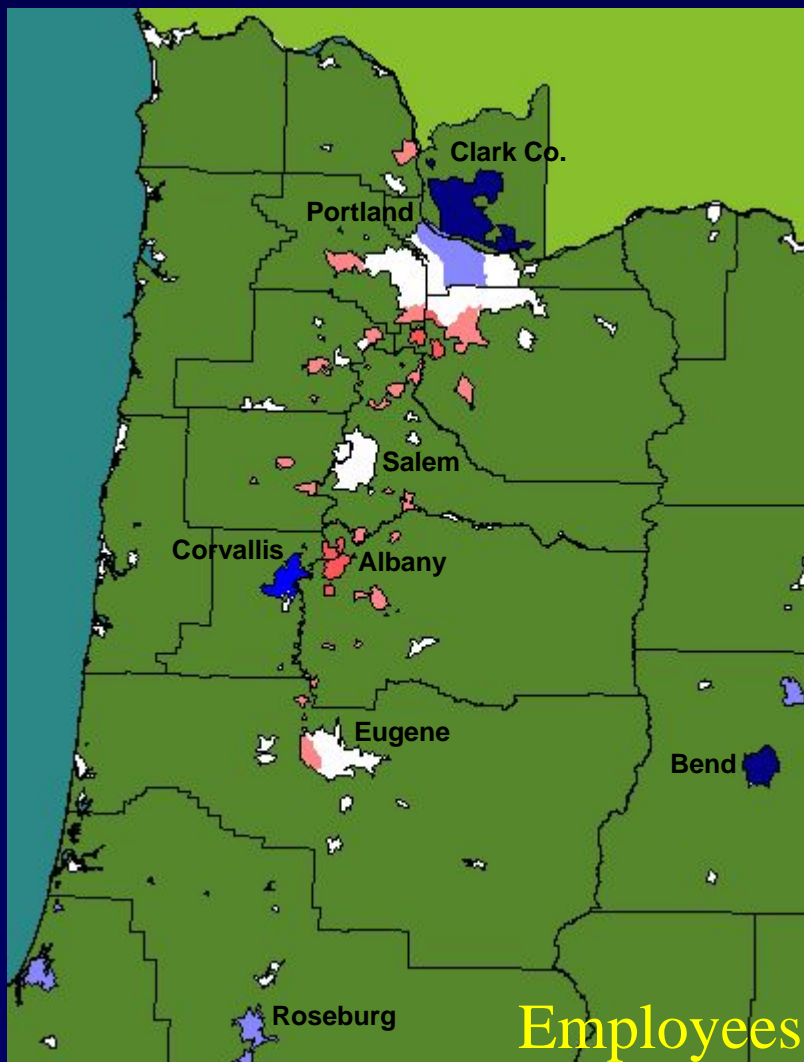 Clark Co.
Portland
Salem
Corvallis
Albany
Eugene
Bend
Roseburg
Employees